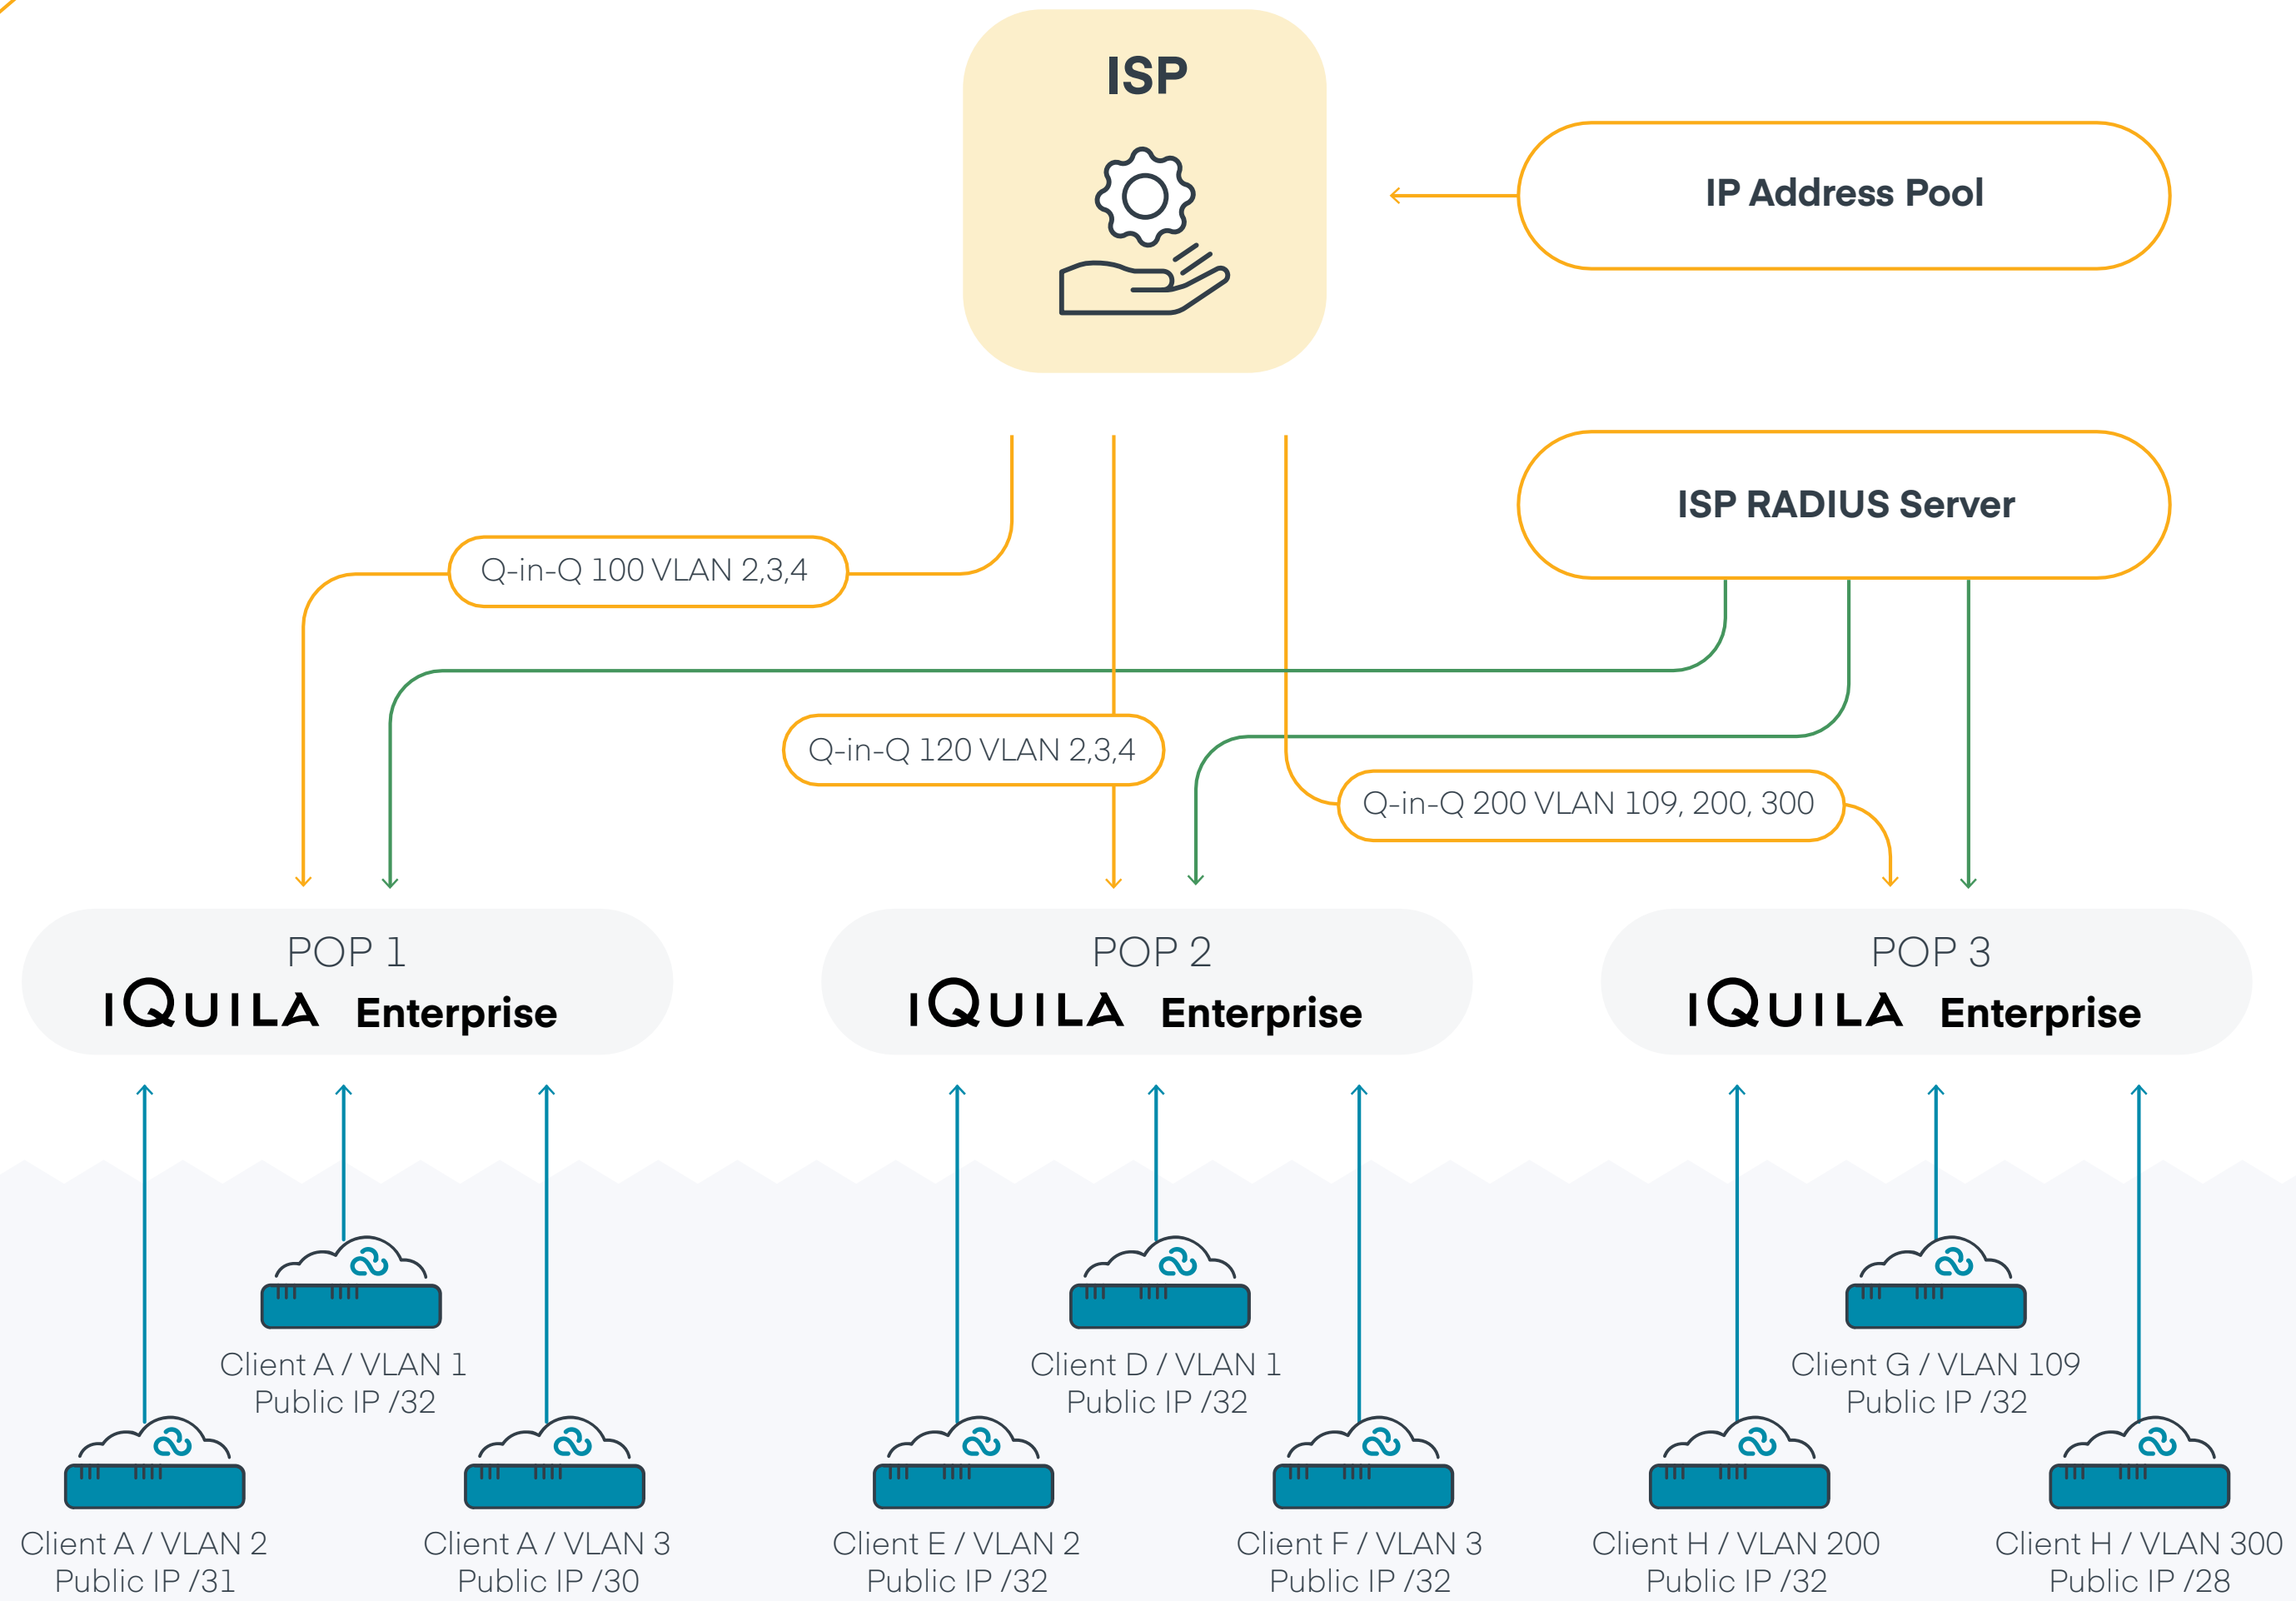 ISP
IP Address Pool
ISP RADIUS Server
Q-in-Q 100 VLAN 2,3,4
Q-in-Q 120 VLAN 2,3,4
Q-in-Q 200 VLAN 109, 200, 300
POP 1
IQUILA Enterprise
POP 2
IQUILA Enterprise
POP 3
IQUILA Enterprise
Client A / VLAN 1
Public IP /32
Client D / VLAN 1
Public IP /32
Client G / VLAN 109
Public IP /32
Client A / VLAN 2
Public IP /31
Client A / VLAN 3
Public IP /30
Client E / VLAN 2
Public IP /32
Client F / VLAN 3
Public IP /32
Client H / VLAN 200
Public IP /32
Client H / VLAN 300
Public IP /28